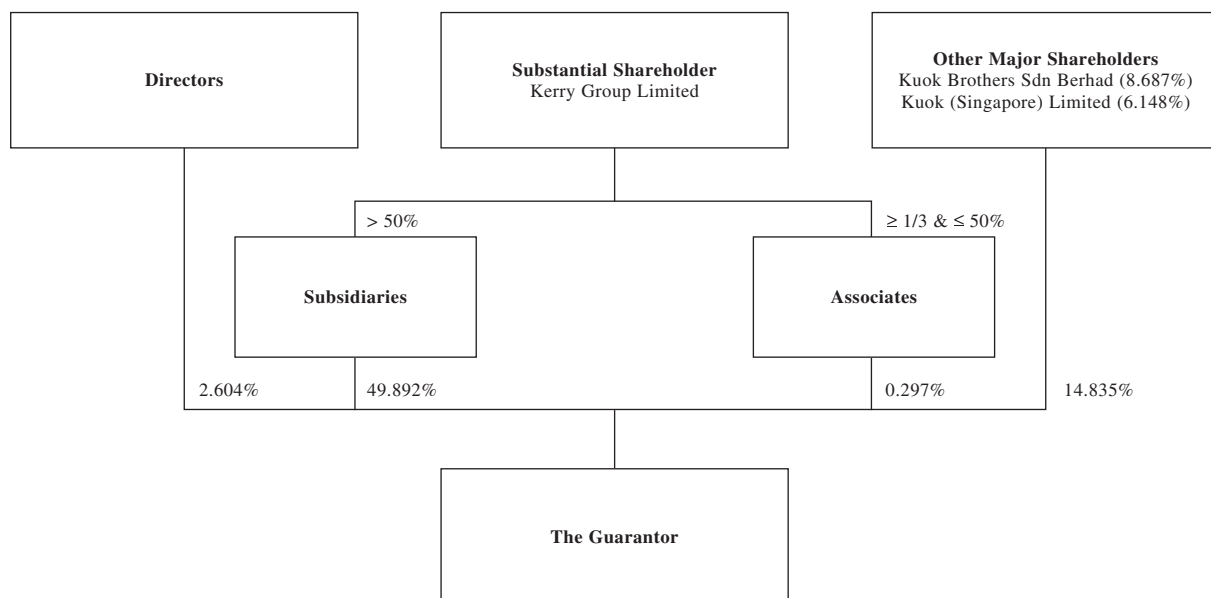 Directors
Substantial Shareholder
Kerry Group Limited
Other Major Shareholders
Kuok Brothers Sdn Berhad (8.687%)
Kuok (Singapore) Limited (6.148%)
> 50%
≥ 1/3 & ≤ 50%
Subsidiaries
Associates
2.604%
49.892%
0.297%
14.835%
The Guarantor